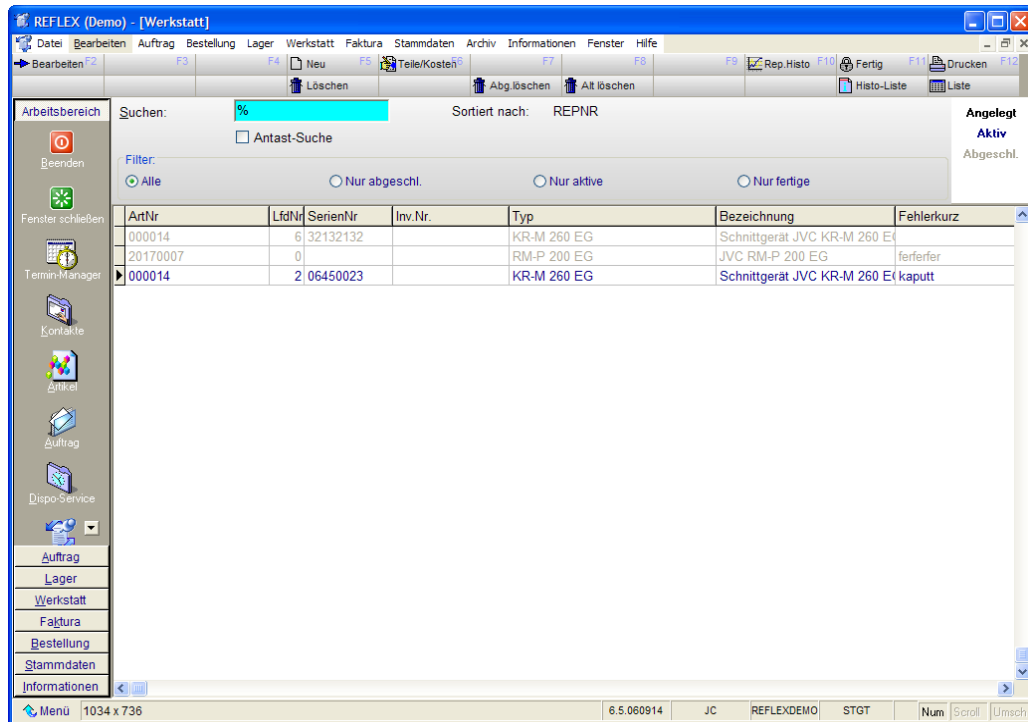 REFLEX (Demo) - [Werkstatt]
Datei Bearbeiten Auftrag Bestellung Lager Werkstatt Faktura Stammdaten Archiv Informationen Fenster Hilfe
Bearbeiten F2 F3 F4 Neu F5 Teile/Kosten F6 F7 F8 F9 Rep.Histo F10 Fertig F11 Drucken F12
Löschen Abg.löschen Alt löschen Histo-Liste Liste
Arbeitsbereich
Beenden
Fenster schließen
Termin-Manager
Kontakte
Artikel
Auftrag
Dispo-Service
Auftrag
Lager
Werkstatt
Faktura
Bestellung
Stammdaten
Informationen
Suchen: % Sortiert nach: REPNR
Antast-Suche
Angelegt
Aktiv
Abgeschl.
Filter:
Alle Nur abgeschl. Nur aktive Nur fertige
ArtNr LfdNr SerienNr Inv.Nr. Typ Bezeichnung Fehlerkurz
000014 6 32132132 KR-M 260 EG Schnittgerät JVC KR-M 260 EG
20170007 0 RM-P 200 EG JVC RM-P 200 EG ferferfer
000014 2 06450023 KR-M 260 EG Schnittgerät JVC KR-M 260 EG kaputt
Menü 1034 x 736 6.5.060914 JC REFLEXDEMO STGT Num Scroll Umsch